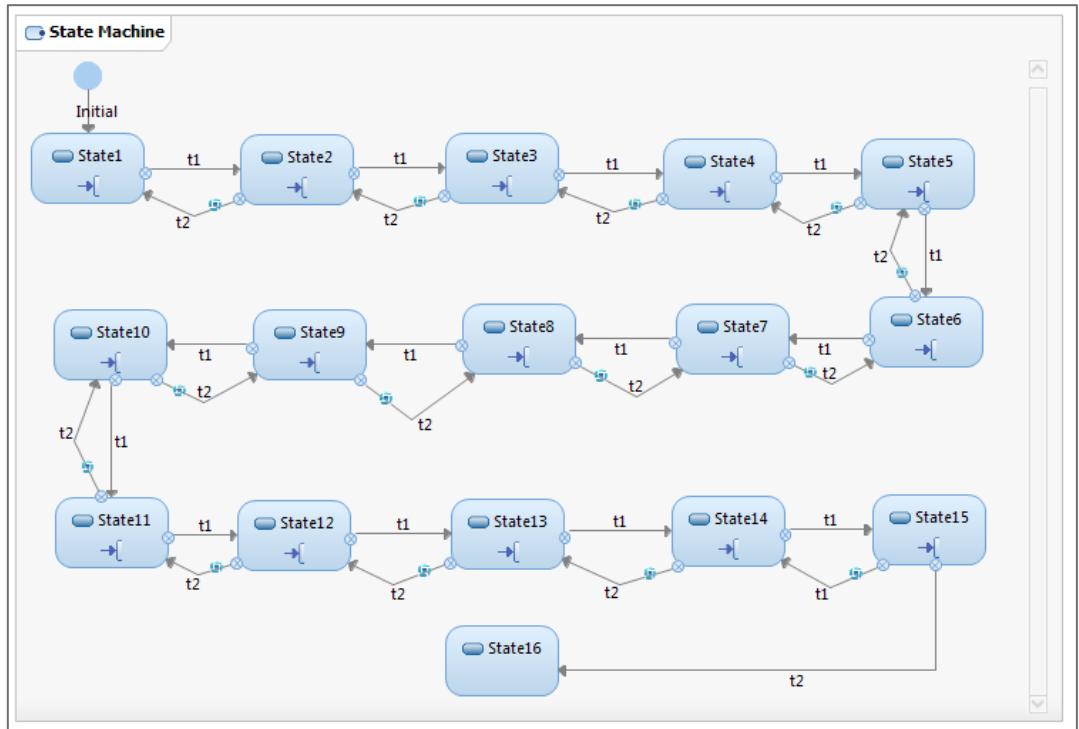 State Machine
Initial
State1
t1
State2
t1
State3
t1
State4
t1
State5
t2
t2
t2
t2
t2
t1
State10
State9
State8
State7
State6
t1
t1
t1
t1
t2
t2
t2
t2
t2
t1
State11
t1
State12
t1
State13
t1
State14
t1
State15
t2
t2
t2
t1
State16
t2